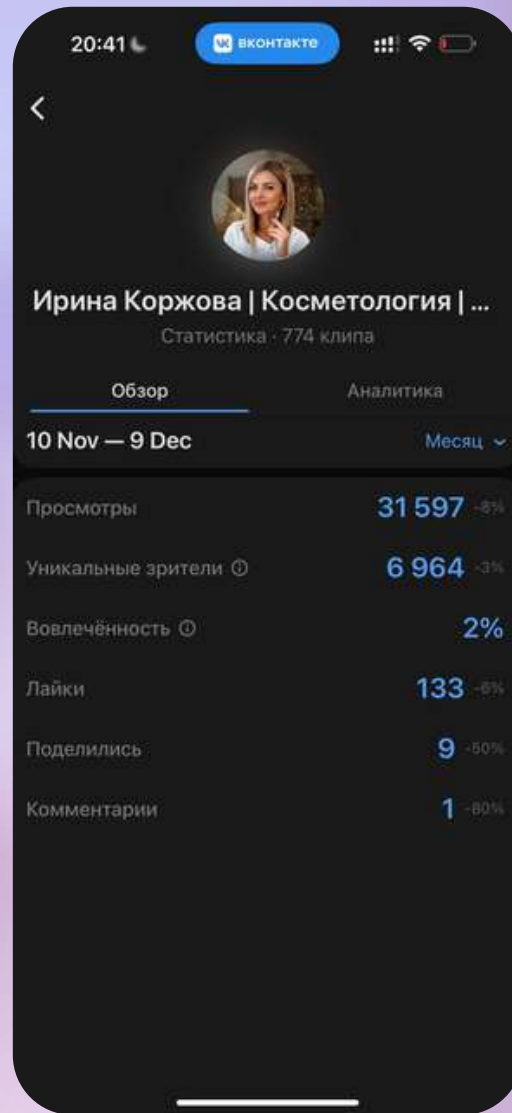 20:41
вконтакте
Ирина Коржова | Косметология | ...
Статистика · 774 клипа
Обзор
Аналитика
10 Nov — 9 Dec
Месяц
Просмотры 31 597 -8%
Уникальные зрители 6 964 -3%
Вовлечённость 2%
Лайки 133 -6%
Поделились 9 -50%
Комментарии 1 -80%